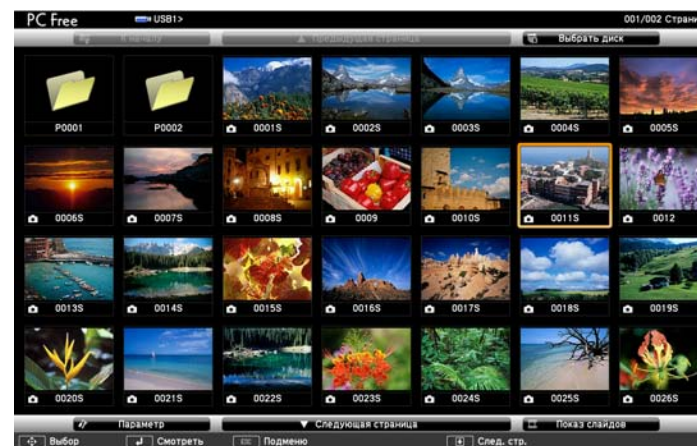 PC Free USB1> 001/002 Страни
К началу ▲ Предыдущая страница Выбрать диск
P0001 P0002 0001S 0002S 0003S 0004S 0005S
0006S 0007S 0008S 0009 0010S 0011S 0012
0013S 0014S 0015S 0016S 0017S 0018S 0019S
0020S 0021S 0022S 0023S 0024S 0025S 0026S
Параметр ▼ Следующая страница Показ слайдов
Выбор Смотреть ESC Подменю След. стр.